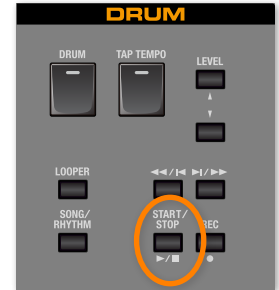 DRUM
DRUM TAP TEMPO
LEVEL
LOOPER
SONG/
RHYTHM
START/
STOP
REC